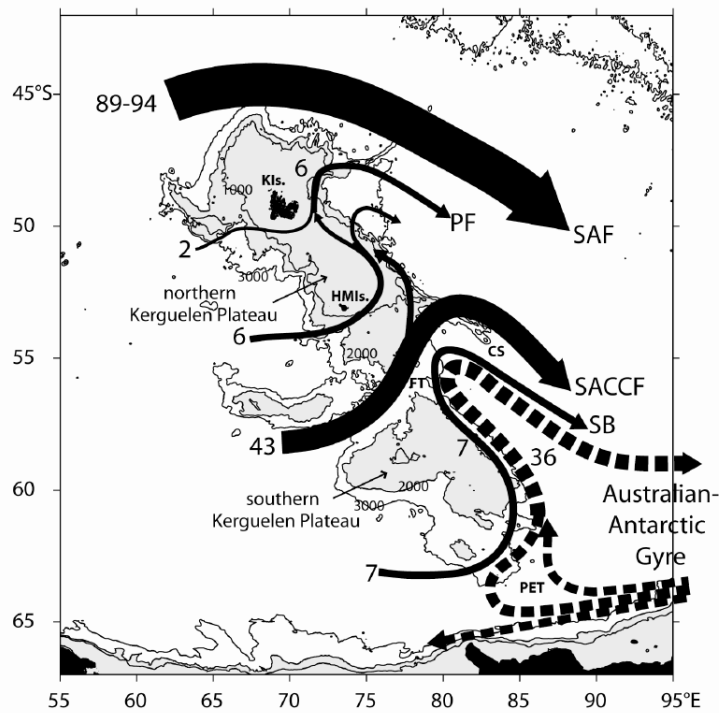 45°S
89-94
6
KIs.
1000
50
2
PF
SAF
3000
northern
Kerguelen Plateau
HMIs.
6
55
2000
CS
FT
SACCF
SB
43
7
36
60
southern
Kerguelen Plateau
2000
3000
Australian-
Antarctic
Gyre
7
PET
65
55 60 65 70 75 80 85 90 95°E